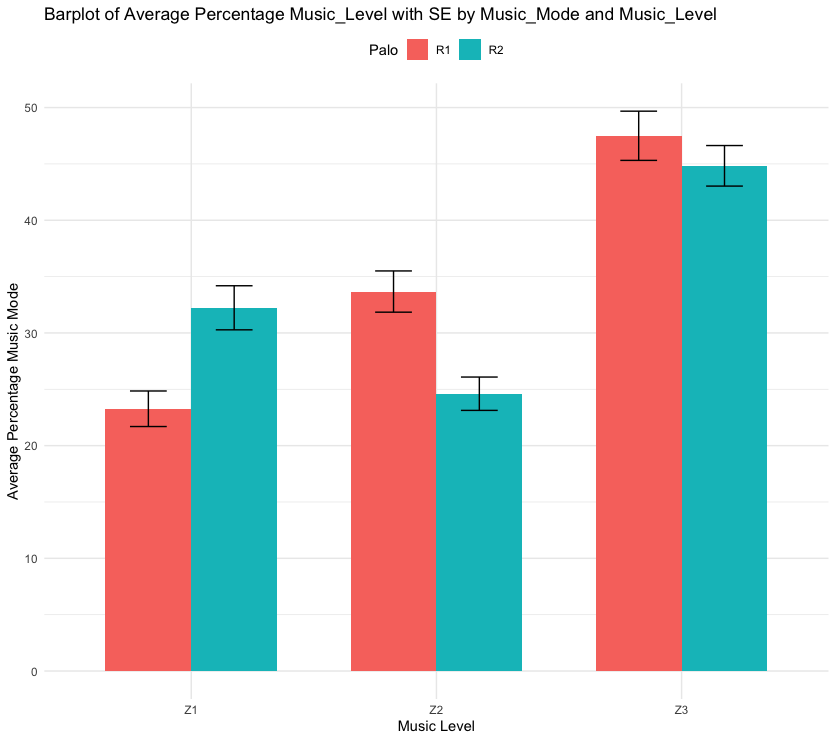 Barplot of Average Percentage Music_Level with SE by Music_Mode and Music_Level
Palo R1 R2
Average Percentage Music Mode
50
40
30
20
10
0
Z1 Z2 Z3
Music Level